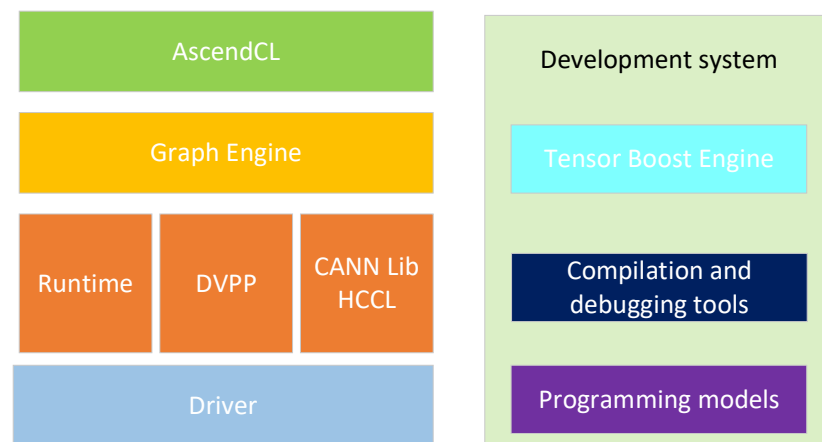 AscendCL
Graph Engine
Runtime
DVPP
CANN Lib
HCCL
Driver
Development system
Tensor Boost Engine
Compilation and
debugging tools
Programming models